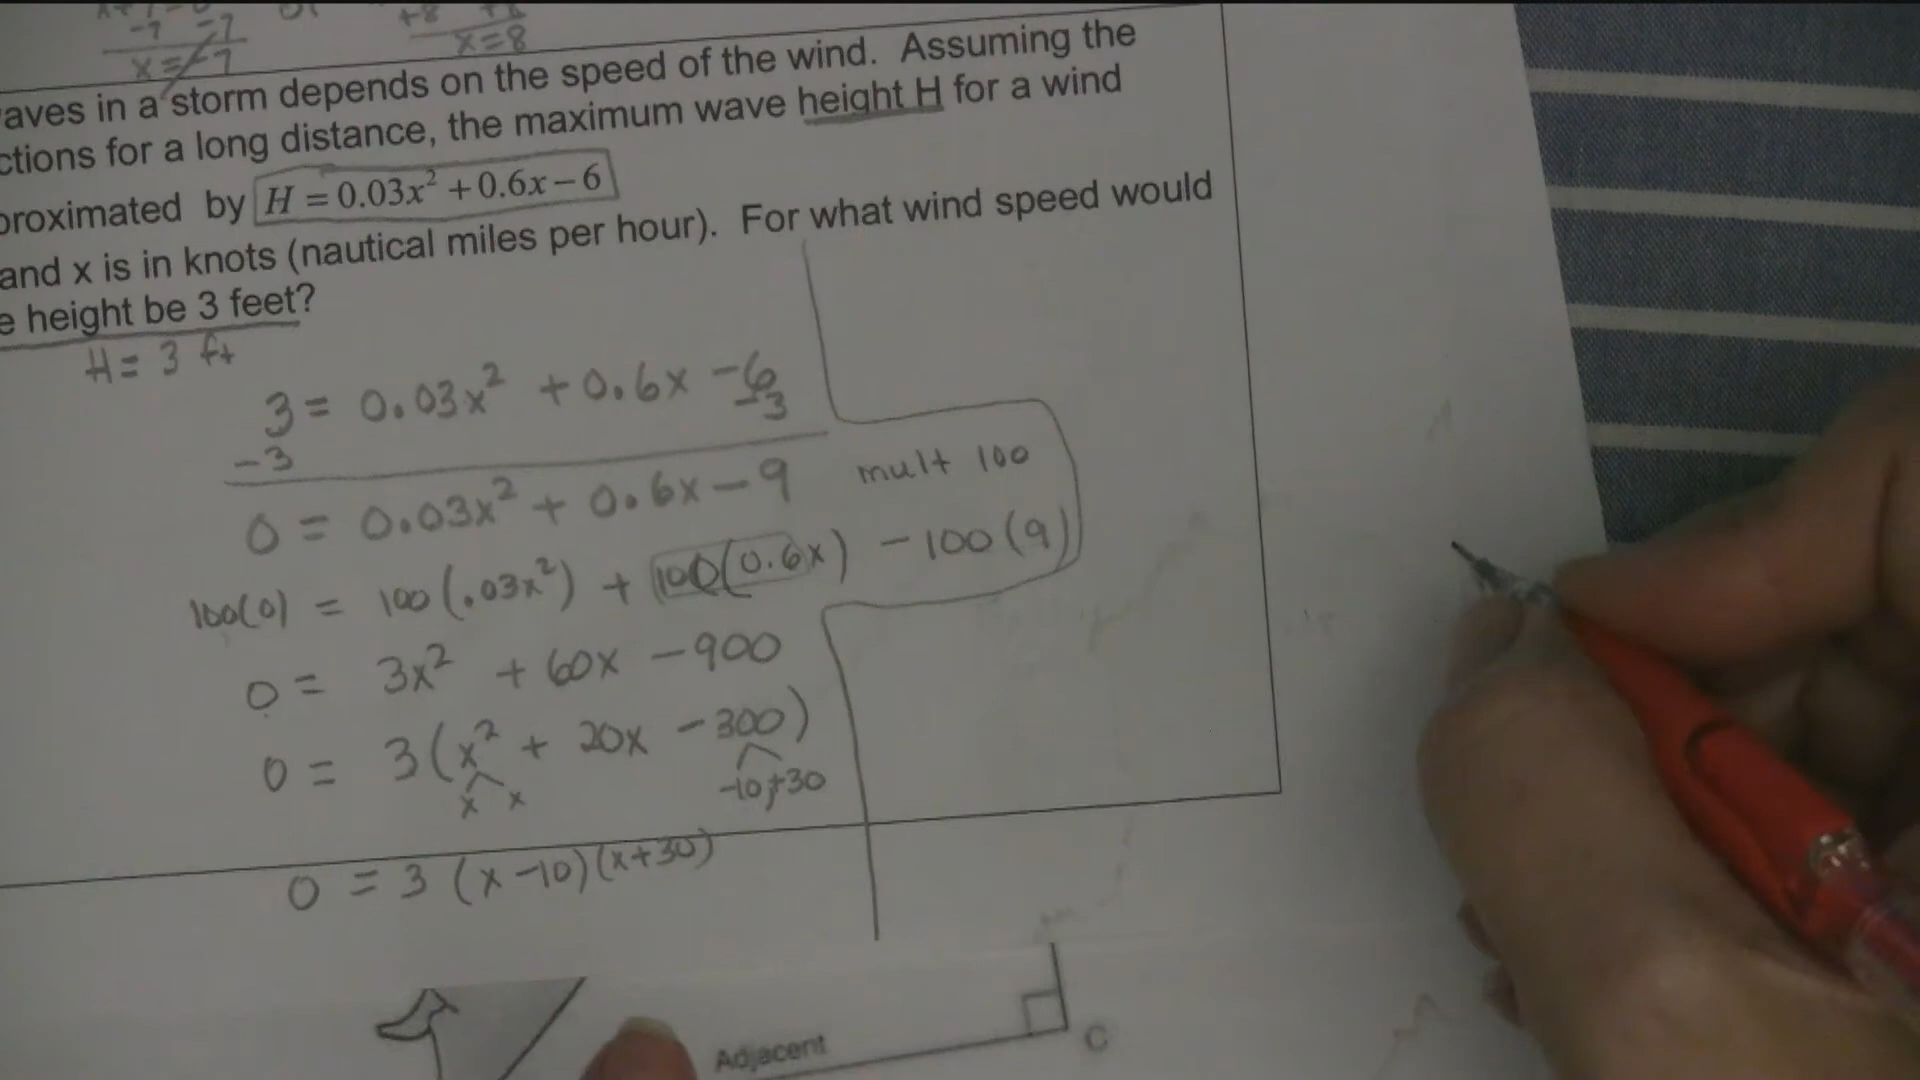 -7 -7 +8
x=-7 x=8
aves in a storm depends on the speed of the wind. Assuming the
ctions for a long distance, the maximum wave height H for a wind
proximated by H = 0.03x² + 0.6x – 6
and x is in knots (nautical miles per hour). For what wind speed would
e height be 3 feet?
H = 3 ft
3 = 0.03x² + 0.6x - 6
-3 -3
0 = 0.03x² + 0.6x - 9 mult 100
100(0) = 100(.03x²) + 100(0.6x) - 100(9)
0 = 3x² + 60x - 900
0 = 3(x² + 20x - 300)
x x -10,+30
0 = 3(x-10)(x+30)
Adjacent C